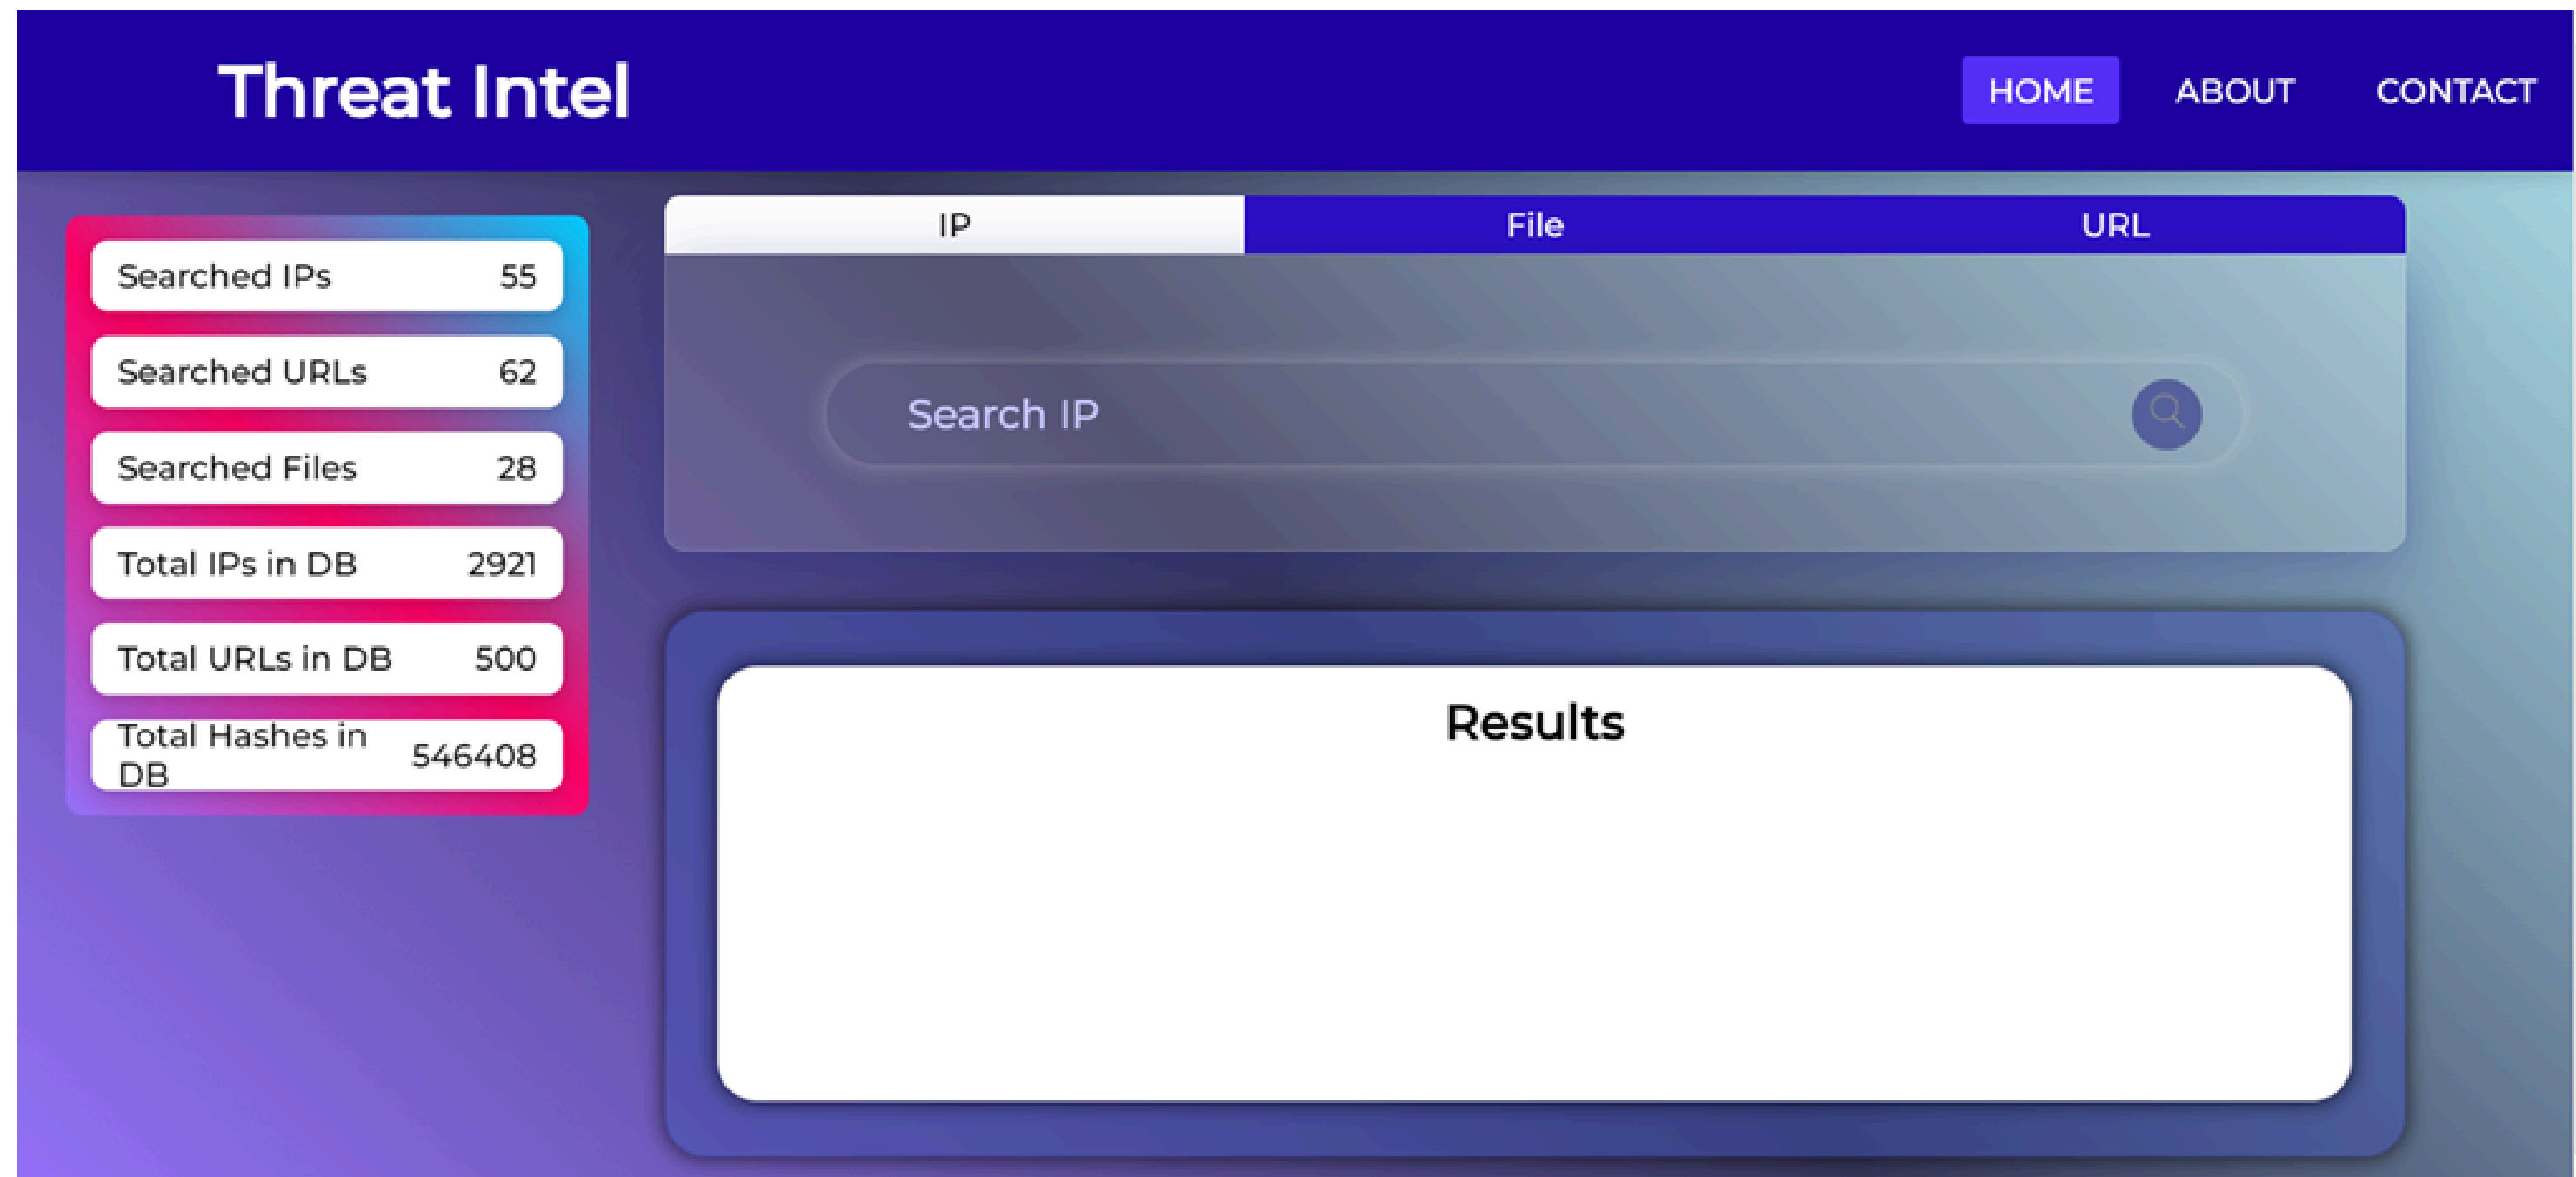 Threat Intel
HOME ABOUT CONTACT
Searched IPs 55
Searched URLs 62
Searched Files 28
Total IPs in DB 2921
Total URLs in DB 500
Total Hashes in
DB 546408
IP File URL
Search IP
Results